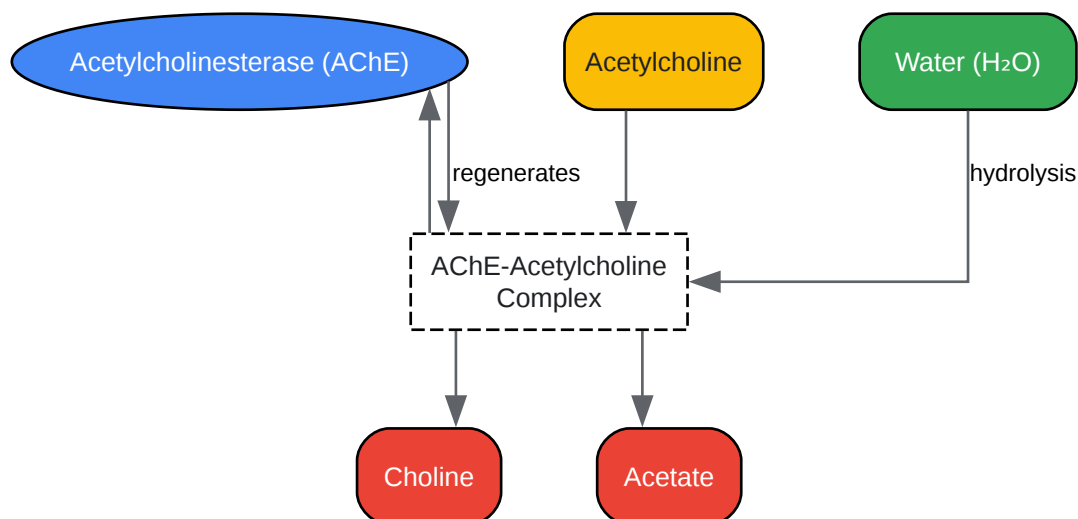 Acetylcholinesterase (AChE)
Acetylcholine
Water (H₂O)
regenerates
hydrolysis
AChE-Acetylcholine
Complex
Choline
Acetate